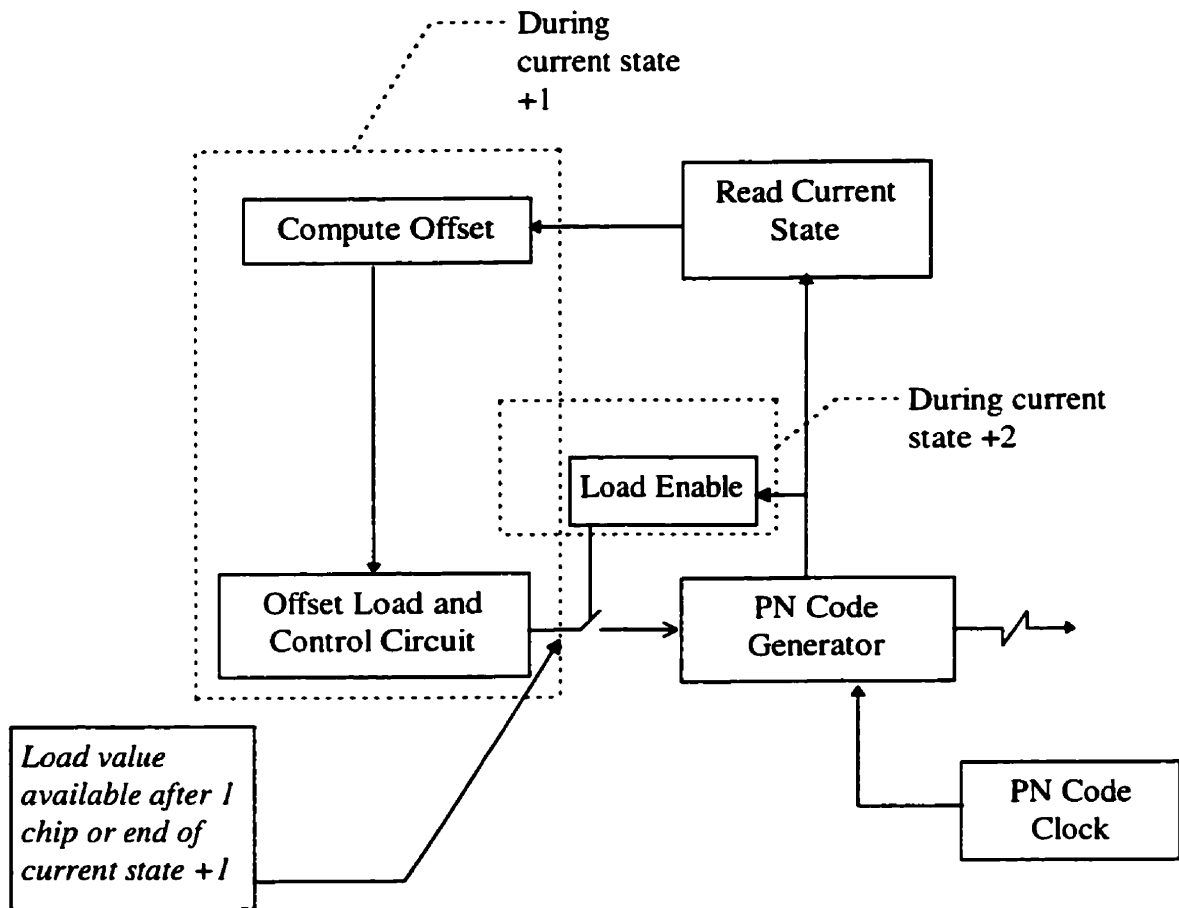 During
current state
+1
Read Current
State
Compute Offset
During current
state +2
Load Enable
Offset Load and
Control Circuit
PN Code
Generator
Load value
available after 1
chip or end of
current state +1
PN Code
Clock